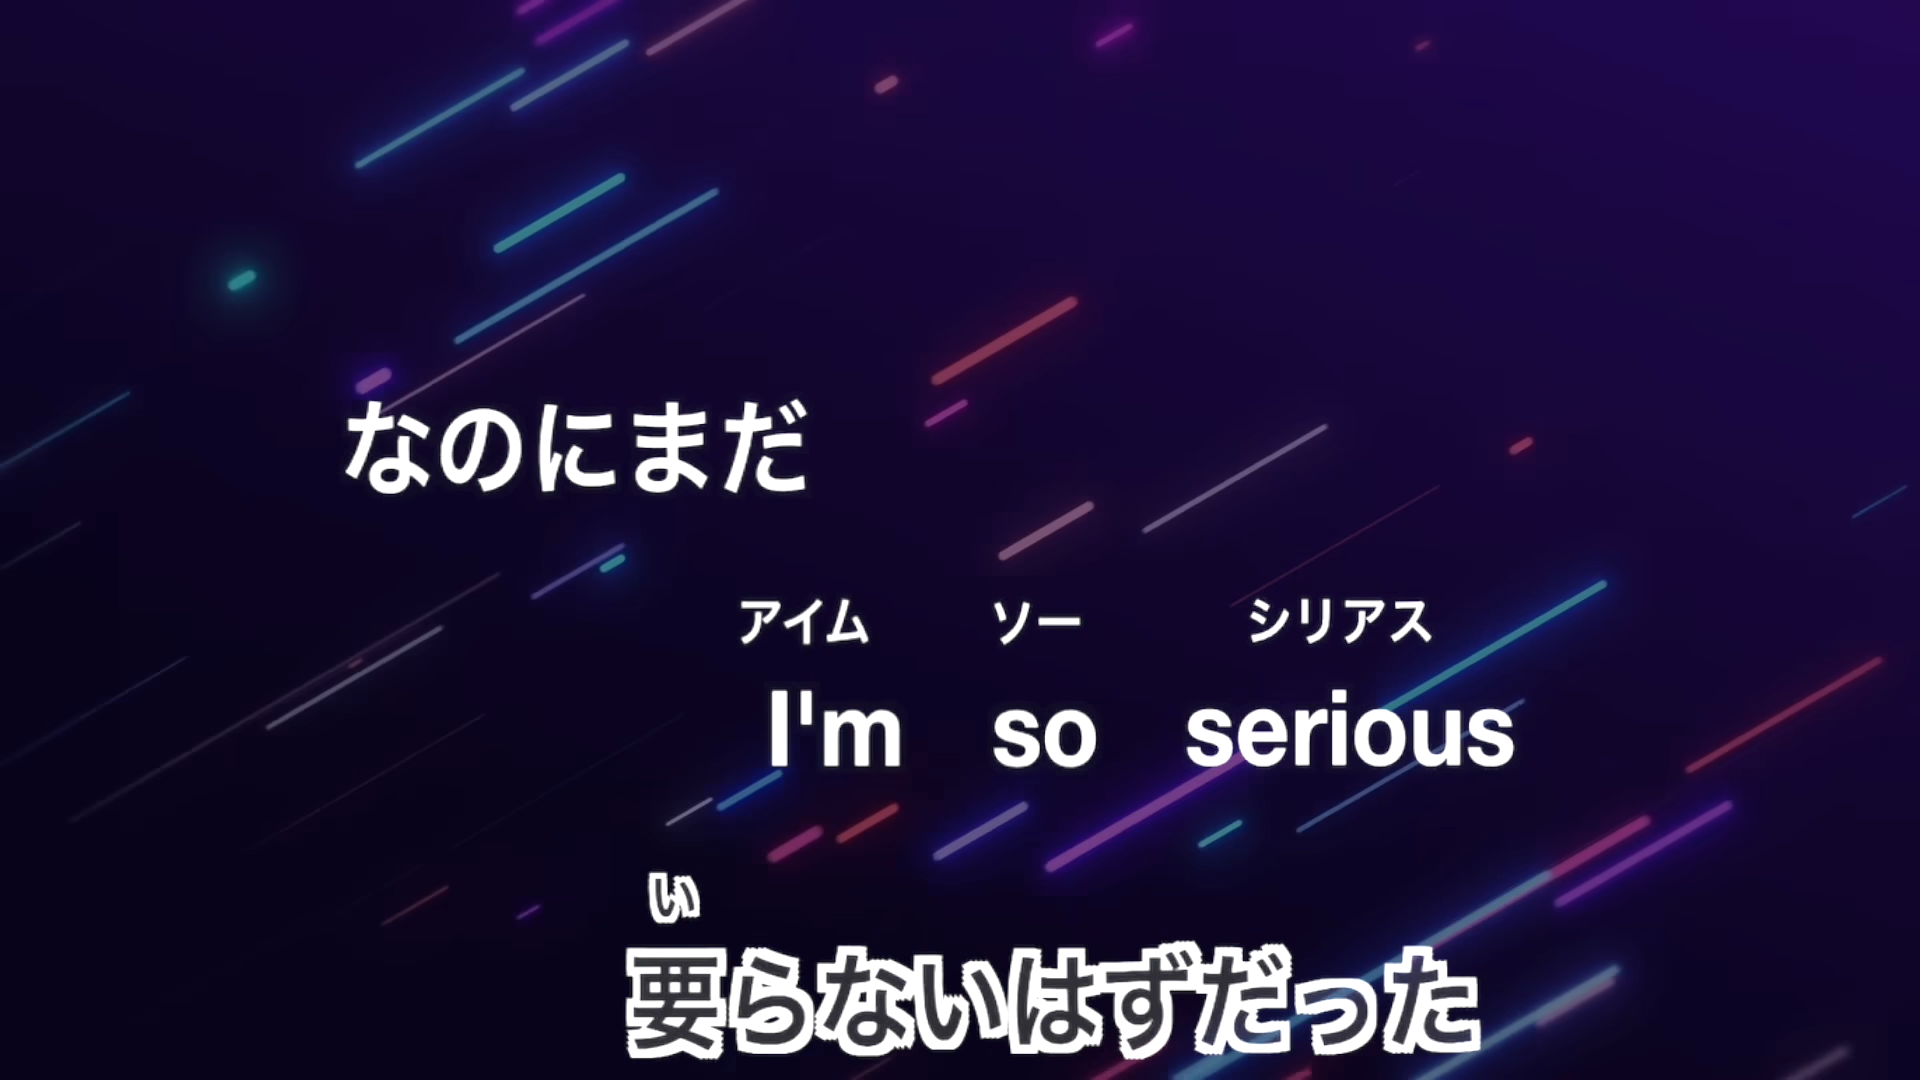 なのにまだ
アイム ソー シリアス
I'm so serious
い
要らないはずだった